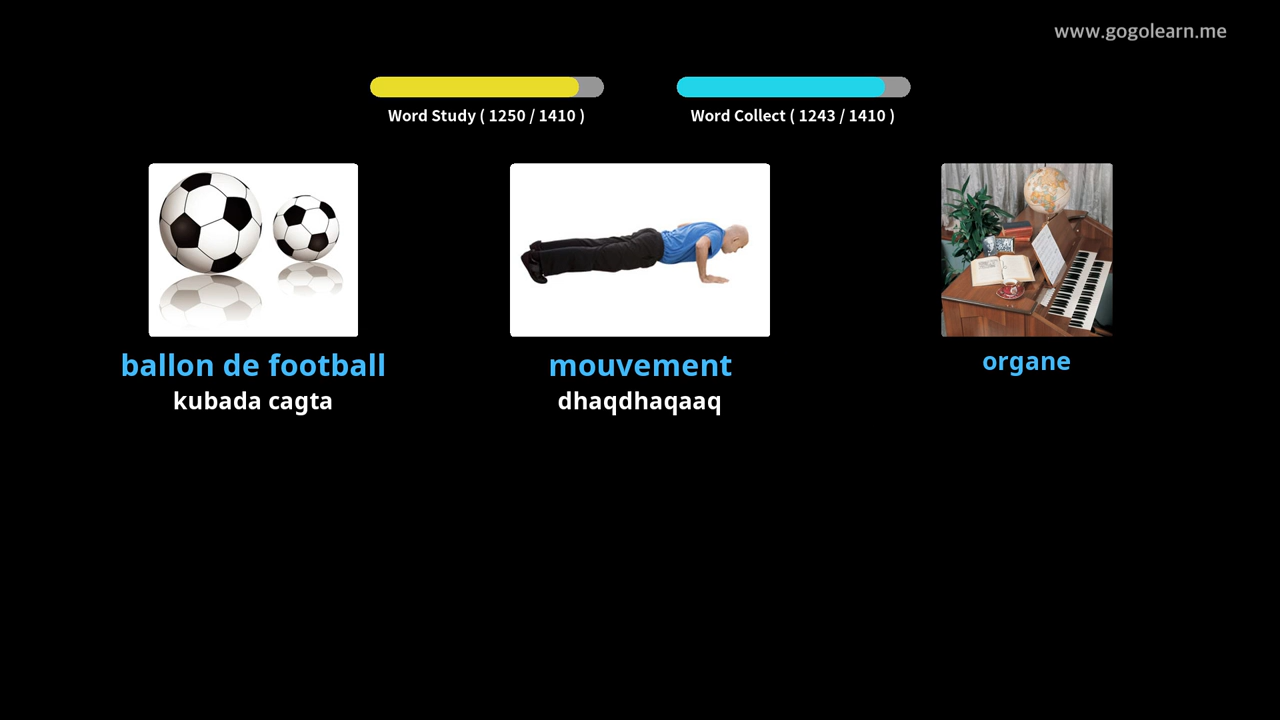 www.gogolearn.me
Word Study ( 1250 / 1410 )
Word Collect ( 1243 / 1410 )
ballon de football
kubada cagta
mouvement
dhaqdhaqaaq
organe